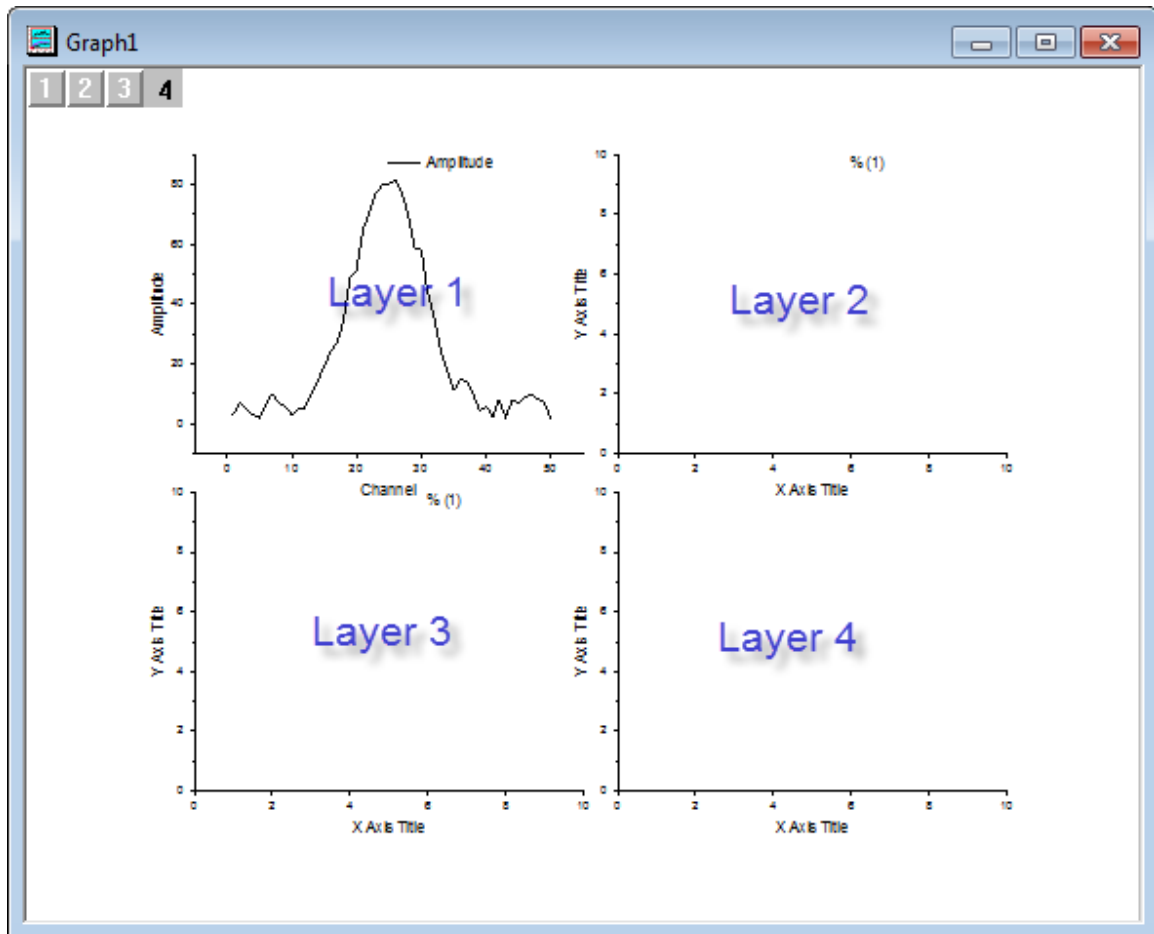 Graph1
1 2 3 4
Amplitude
80
60
40
20
0
Amplitude
Layer 1
0 10 20 30 40 50
Channel
% (1)
10
8
6
4
2
0
Y Axis Title
Layer 2
0 2 4 6 8 10
X Axis Title
% (1)
10
8
6
4
2
0
Y Axis Title
Layer 3
0 2 4 6 8 10
X Axis Title
10
8
6
4
2
0
Y Axis Title
Layer 4
0 2 4 6 8 10
X Axis Title